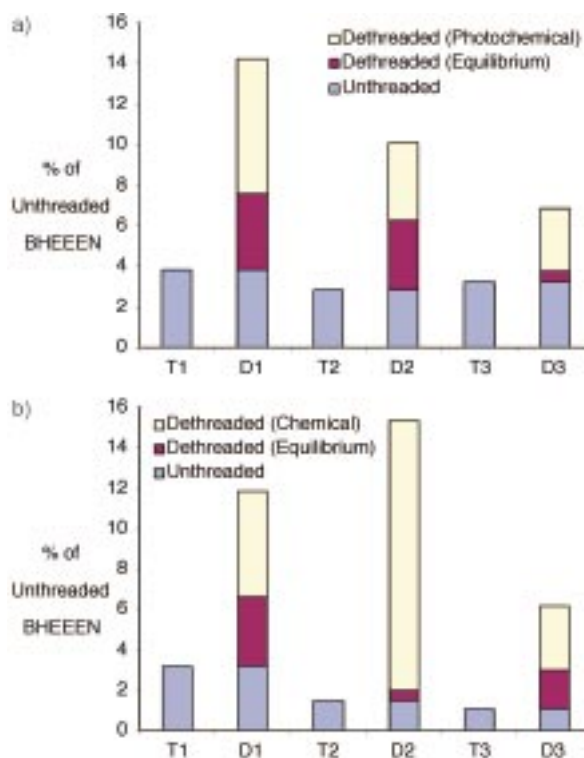 a)
16
14
12
10
8
6
4
2
0
% of
Unthreaded
BHEEEN
Dethreaded (Photochemical)
Dethreaded (Equilibrium)
Unthreaded
T1 D1 T2 D2 T3 D3
b)
16
14
12
10
8
6
4
2
0
% of
Unthreaded
BHEEEN
Dethreaded (Chemical)
Dethreaded (Equilibrium)
Unthreaded
T1 D1 T2 D2 T3 D3